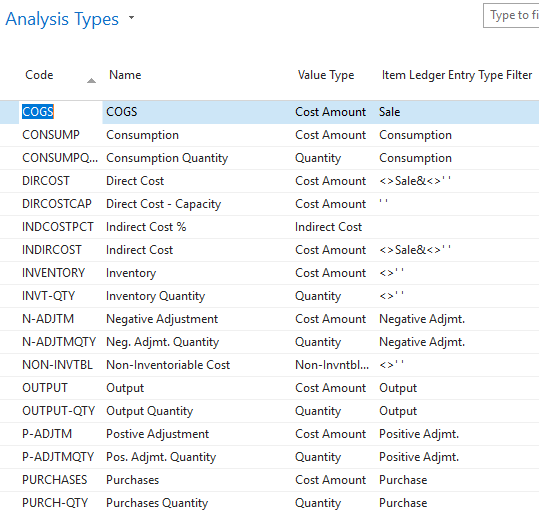 Analysis Types
Type to fi
Code Name Value Type Item Ledger Entry Type Filter
COGS COGS Cost Amount Sale
CONSUMP Consumption Cost Amount Consumption
CONSUMPQ... Consumption Quantity Quantity Consumption
DIRCOST Direct Cost Cost Amount <>Sale&<>' '
DIRCOSTCAP Direct Cost - Capacity Cost Amount ' '
INDCOSTPCT Indirect Cost % Indirect Cost
INDIRCOST Indirect Cost Cost Amount <>Sale&<>' '
INVENTORY Inventory Cost Amount <>' '
INVT-QTY Inventory Quantity Quantity <>' '
N-ADJTM Negative Adjustment Cost Amount Negative Adjmt.
N-ADJTMQTY Neg. Adjmt. Quantity Quantity Negative Adjmt.
NON-INVTBL Non-Inventoriable Cost Non-Invntbl... <>' '
OUTPUT Output Cost Amount Output
OUTPUT-QTY Output Quantity Quantity Output
P-ADJTM Postive Adjustment Cost Amount Positive Adjmt.
P-ADJTMQTY Pos. Adjmt. Quantity Quantity Positive Adjmt.
PURCHASES Purchases Cost Amount Purchase
PURCH-QTY Purchases Quantity Quantity Purchase